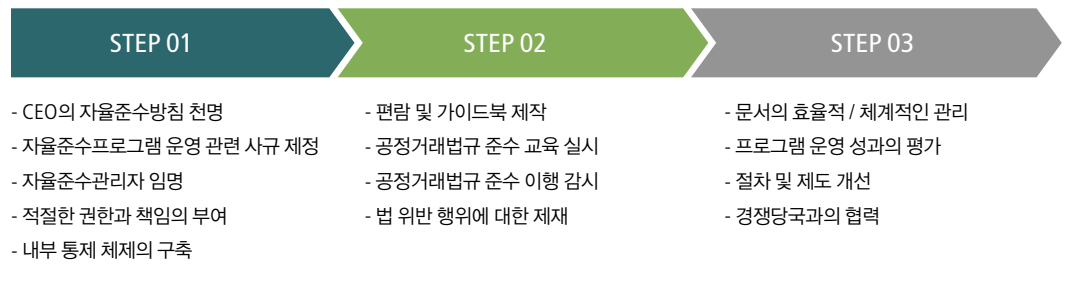 STEP 01
- CEO의 자율준수방침 천명
- 자율준수프로그램 운영 관련 사규 제정
- 자율준수관리자 임명
- 적절한 권한과 책임의 부여
- 내부 통제 체제의 구축
STEP 02
- 편람 및 가이드북 제작
- 공정거래법규 준수 교육 실시
- 공정거래법규 준수 이행 감시
- 법 위반 행위에 대한 제재
STEP 03
- 문서의 효율적 / 체계적인 관리
- 프로그램 운영 성과의 평가
- 절차 및 제도 개선
- 경쟁당국과의 협력